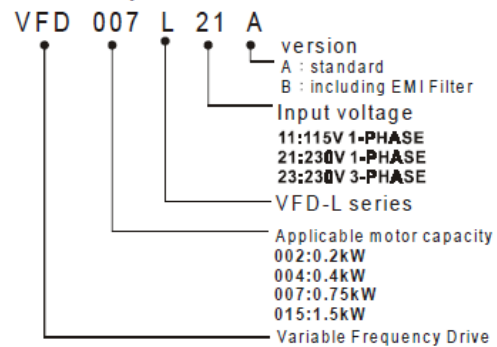 VFD 007 L 21 A
version
A : standard
B : including EMI Filter
Input voltage
11:115V 1-PHASE
21:230V 1-PHASE
23:230V 3-PHASE
VFD-L series
Applicable motor capacity
002:0.2kW
004:0.4kW
007:0.75kW
015:1.5kW
Variable Frequency Drive